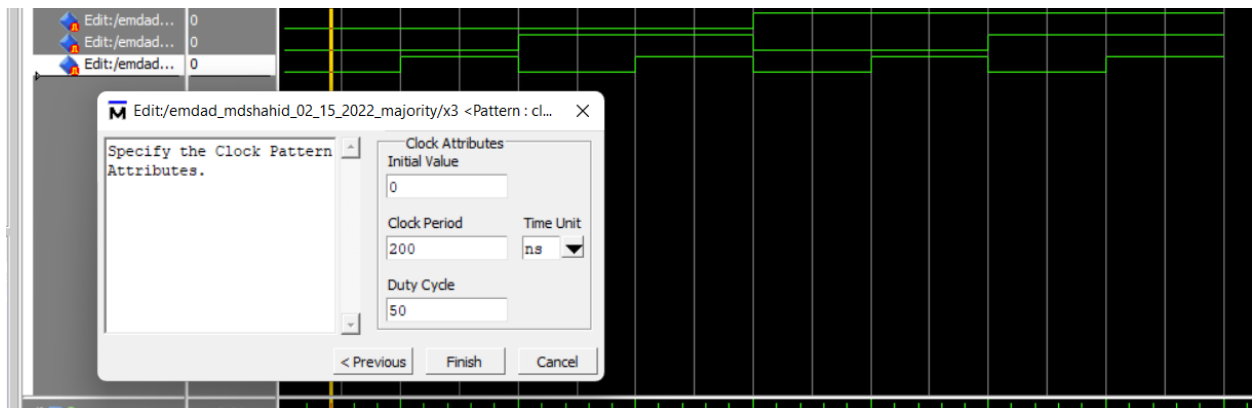 Edit:/emdad... 0
Edit:/emdad... 0
Edit:/emdad... 0
M Edit:/emdad_mdshahid_02_15_2022_majority/x3 <Pattern : cl...
Specify the Clock Pattern
Attributes.
Clock Attributes
Initial Value
0
Clock Period Time Unit
200 ns
Duty Cycle
50
< Previous Finish Cancel